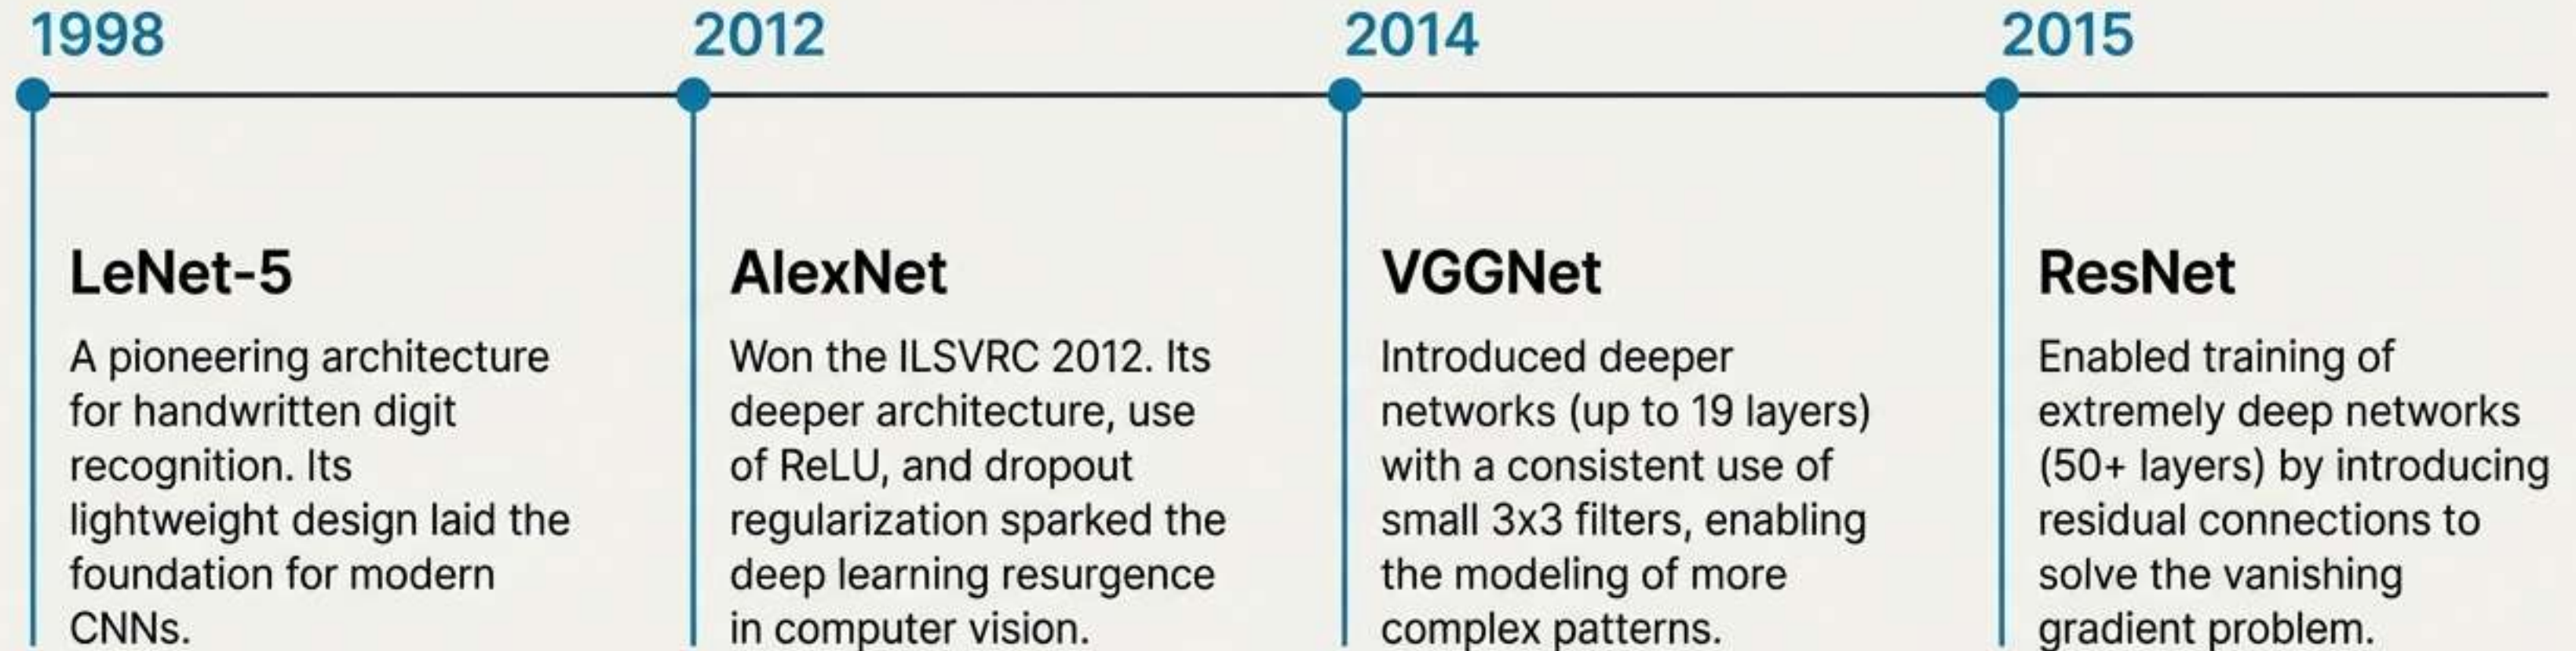 1998
LeNet-5
A pioneering architecture
for handwritten digit
recognition. Its
lightweight design laid the
foundation for modern
CNNs.
2012
AlexNet
Won the ILSVRC 2012. Its
deeper architecture, use
of ReLU, and dropout
regularization sparked the
deep learning resurgence
in computer vision.
2014
VGGNet
Introduced deeper
networks (up to 19 layers)
with a consistent use of
small 3x3 filters, enabling
the modeling of more
complex patterns.
2015
ResNet
Enabled training of
extremely deep networks
(50+ layers) by introducing
residual connections to
solve the vanishing
gradient problem.